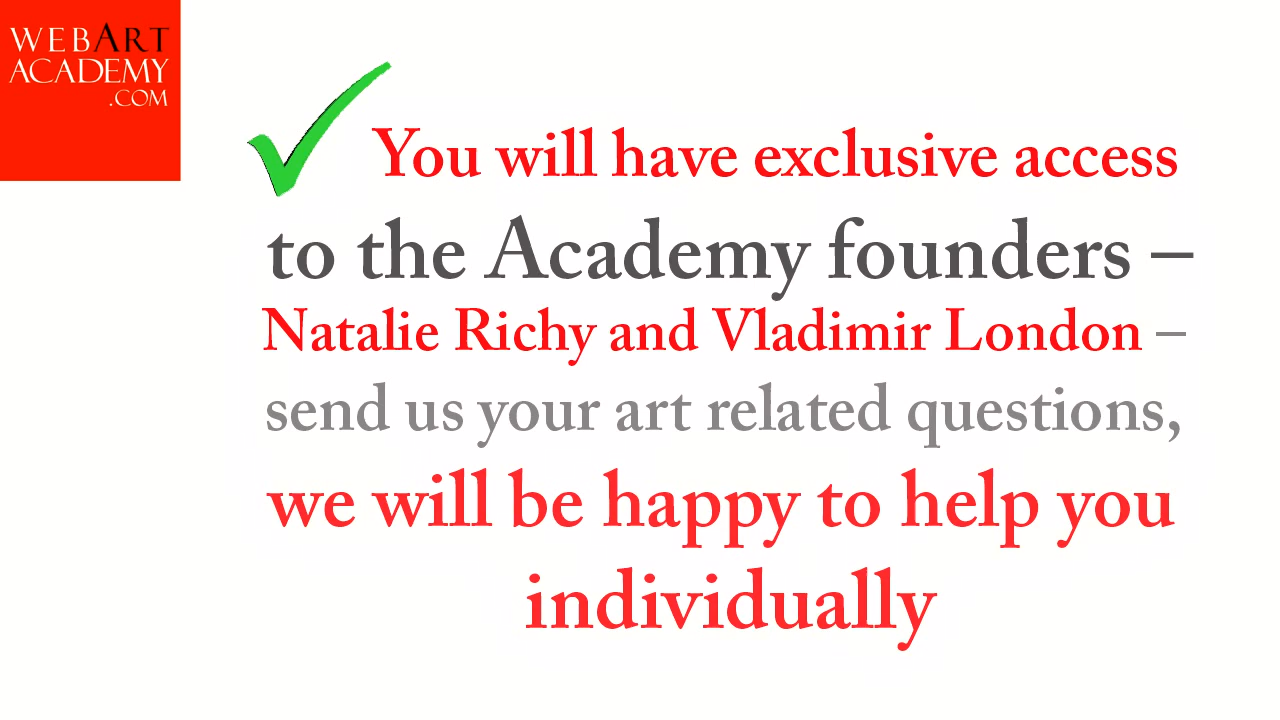 WEBART
ACADEMY
.COM
You will have exclusive access
to the Academy founders –
Natalie Richy and Vladimir London –
send us your art related questions,
we will be happy to help you
individually